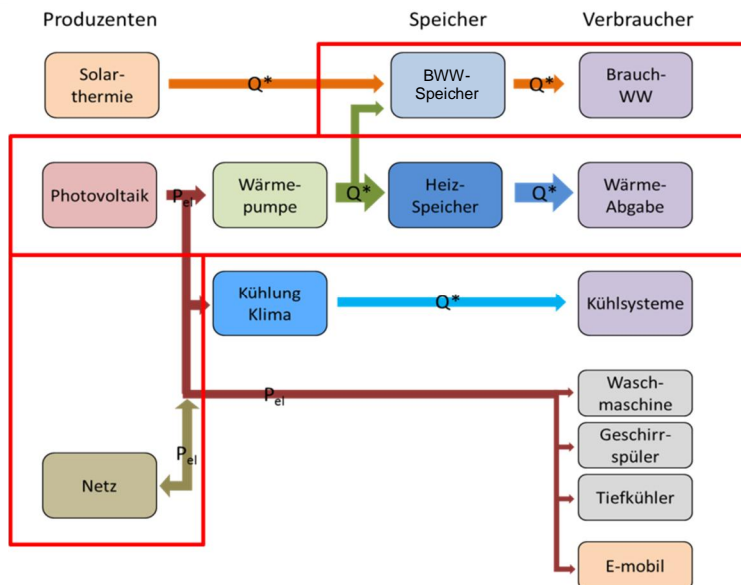 Produzenten
Speicher
Verbraucher
Solar-
thermie
Q*
BWW-
Speicher
Q*
Brauch-
WW
Photovoltaik
Pel
Wärme-
pumpe
Q*
Heiz-
Speicher
Q*
Wärme-
Abgabe
Kühlung
Klima
Q*
Kühlsysteme
Pel
Wasch-
maschine
Geschirr-
spüler
Pel
Netz
Tiefkühler
E-mobil